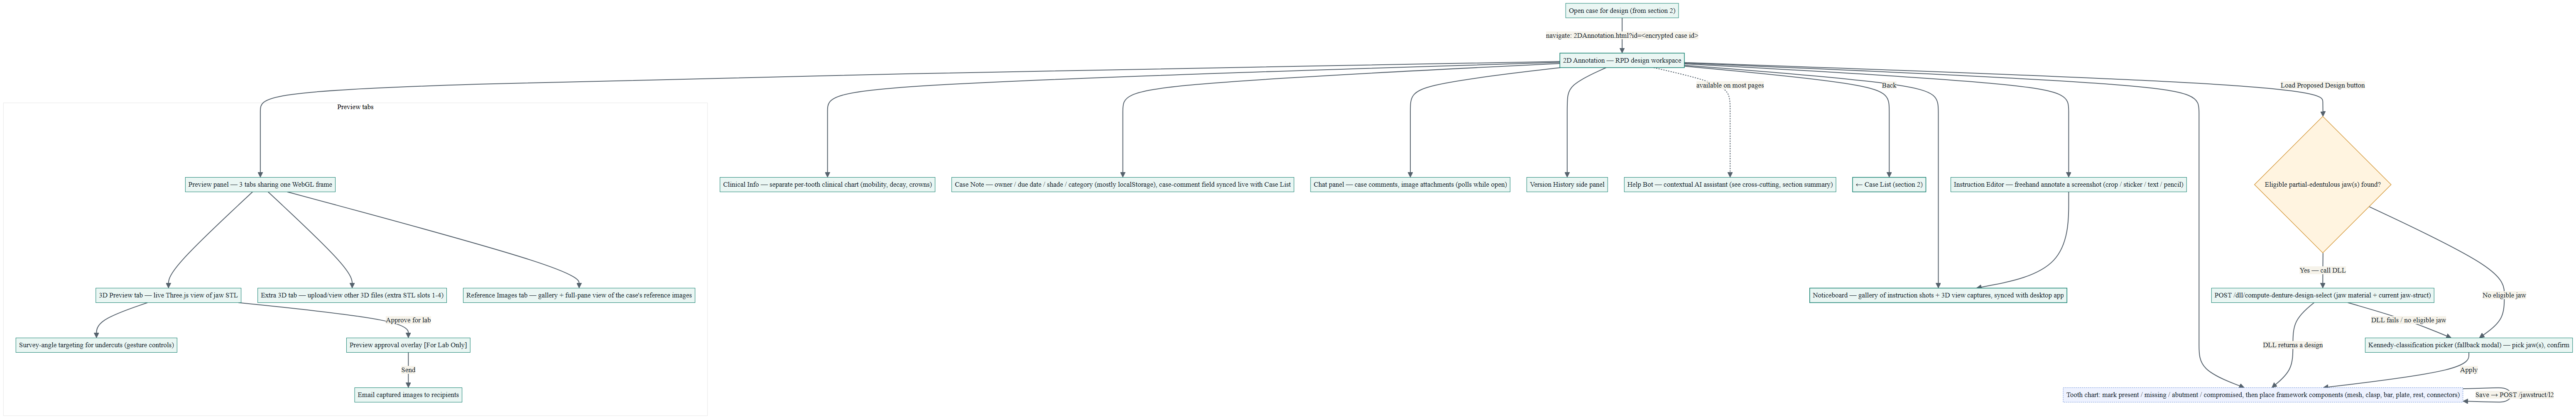 Open case for design (from section 2)
navigate: 2DAnnotation.html?id=<encrypted case id>
2D Annotation — RPD design workspace
available on most pages
Back
Load Proposed Design button
Preview tabs
Preview panel — 3 tabs sharing one WebGL frame
Clinical Info — separate per-tooth clinical chart (mobility, decay, crowns)
Case Note — owner / due date / shade / category (mostly localStorage), case-comment field synced live with Case List
Chat panel — case comments, image attachments (polls while open)
Version History side panel
Help Bot — contextual AI assistant (see cross-cutting, section summary)
← Case List (section 2)
Instruction Editor — freehand annotate a screenshot (crop / sticker / text / pencil)
Eligible partial-edentulous jaw(s) found?
Yes — call DLL
3D Preview tab — live Three.js view of jaw STL
Extra 3D tab — upload/view other 3D files (extra STL slots 1-4)
Reference Images tab — gallery + full-pane view of the case's reference images
Noticeboard — gallery of instruction shots + 3D view captures, synced with desktop app
POST /dll/compute-denture-design-select (jaw material + current jaw-struct)
No eligible jaw
Approve for lab
DLL fails / no eligible jaw
Survey-angle targeting for undercuts (gesture controls)
Preview approval overlay [For Lab Only]
DLL returns a design
Kennedy-classification picker (fallback modal) — pick jaw(s), confirm
Send
Apply
Email captured images to recipients
Tooth chart: mark present / missing / abutment / compromised, then place framework components (mesh, clasp, bar, plate, rest, connectors)
Save → POST /jawstruct/I2